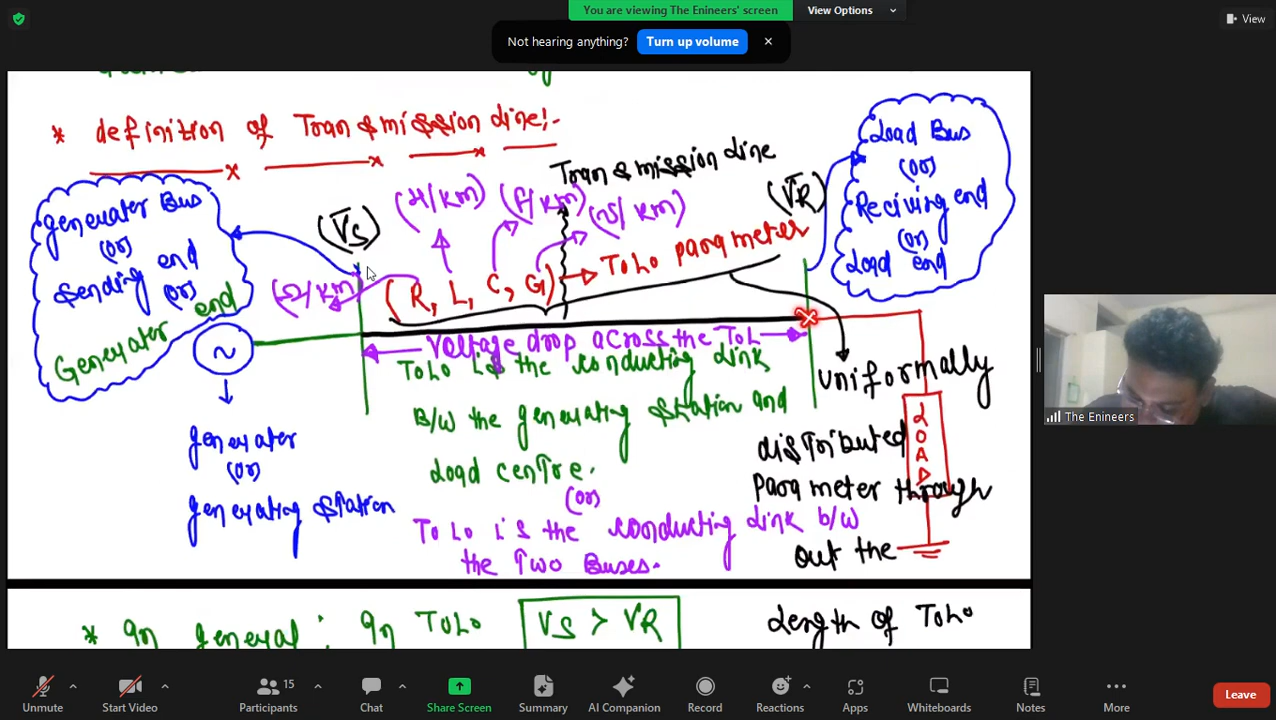 You are viewing The Enineers' screen
View Options
View
Not hearing anything?
Turn up volume
* definition of Transmission Line:-
Transmission Line
generator Bus
(or)
Sending end
(or)
Generator end
(V̅s)
(H/km)
(F/km)
(℧/km)
(V̅R)
Load Bus
(or)
Reciving end
(or)
Load end
(Ω/km)
(R, L, C, G)
T.L. parameter
~
Voltage drop across the T.L
T.L. is the conducting Link
B/w the generating station and
Load centre.
(or)
T.L. is the conducting Link b/w
the Two Buses.
generator
(or)
generating station
uniformally
distributed
parameter through
out the
Length of T.L.
LOAD
* In general: In T.L. Vs > VR
The Enineers
Unmute
Start Video
15
Participants
Chat
Share Screen
Summary
AI Companion
Record
Reactions
Apps
Whiteboards
Notes
More
Leave